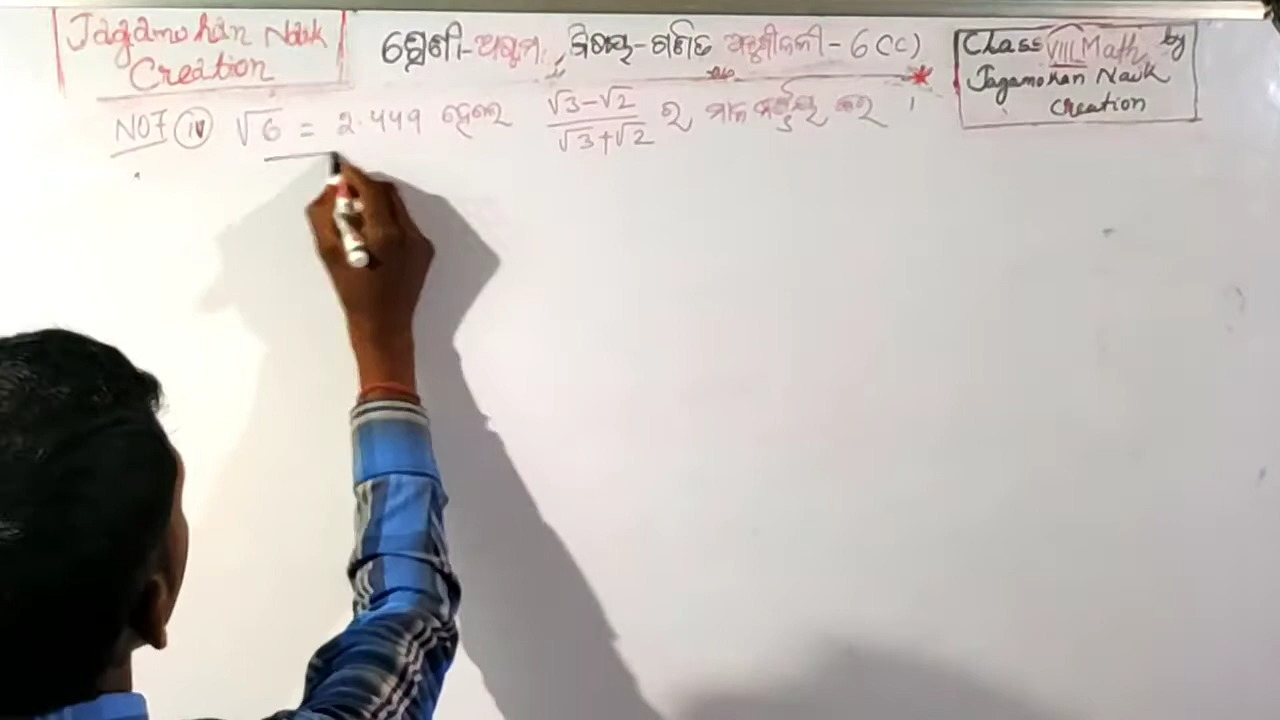 Jagamohan Naik
Creation
ଶ୍ରେଣୀ-ଅଷ୍ଟମ, ବିଷୟ-ଗଣିତ ଅନୁଶୀଳନୀ-6(C)
Class VIII Math by
Jagamohan Naik
Creation
NO7 (iv) √6 = 2.449 ହେଲେ (√3-√2)/(√3+√2) ର ମାନ ନିର୍ଣ୍ଣୟ କର ।